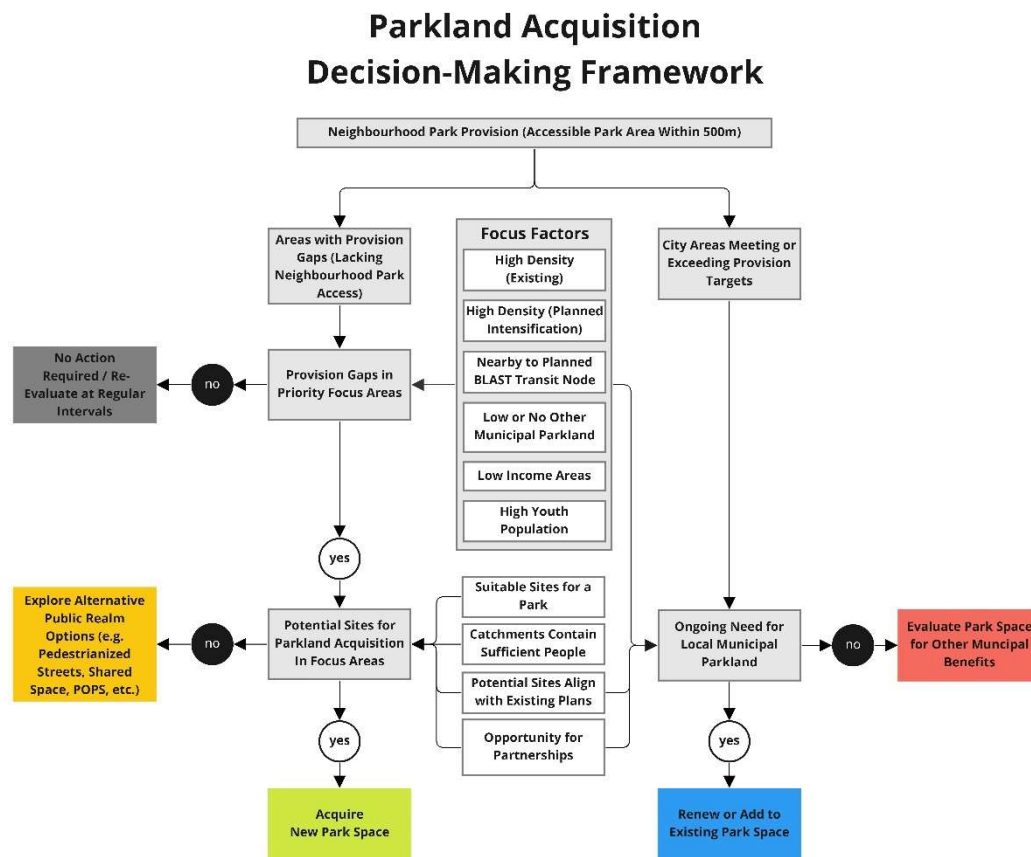 Parkland Acquisition
Decision-Making Framework
Neighbourhood Park Provision (Accessible Park Area Within 500m)
Areas with Provision
Gaps (Lacking
Neighbourhood Park
Access)
Focus Factors
High Density
(Existing)
High Density (Planned
Intensification)
Nearby to Planned
BLAST Transit Node
Low or No Other
Municipal Parkland
Low Income Areas
High Youth
Population
City Areas Meeting or
Exceeding Provision
Targets
No Action
Required / Re-
Evaluate at Regular
Intervals
no
Provision Gaps in
Priority Focus Areas
yes
Explore Alternative
Public Realm
Options (e.g.
Pedestrianized
Streets, Shared
Space, POPS, etc.)
no
Potential Sites for
Parkland Acquisition
In Focus Areas
Suitable Sites for a
Park
Catchments Contain
Sufficient People
Potential Sites Align
with Existing Plans
Opportunity for
Partnerships
Ongoing Need for
Local Municipal
Parkland
no
Evaluate Park Space
for Other Muncipal
Benefits
yes
yes
Acquire
New Park Space
Renew or Add to
Existing Park Space